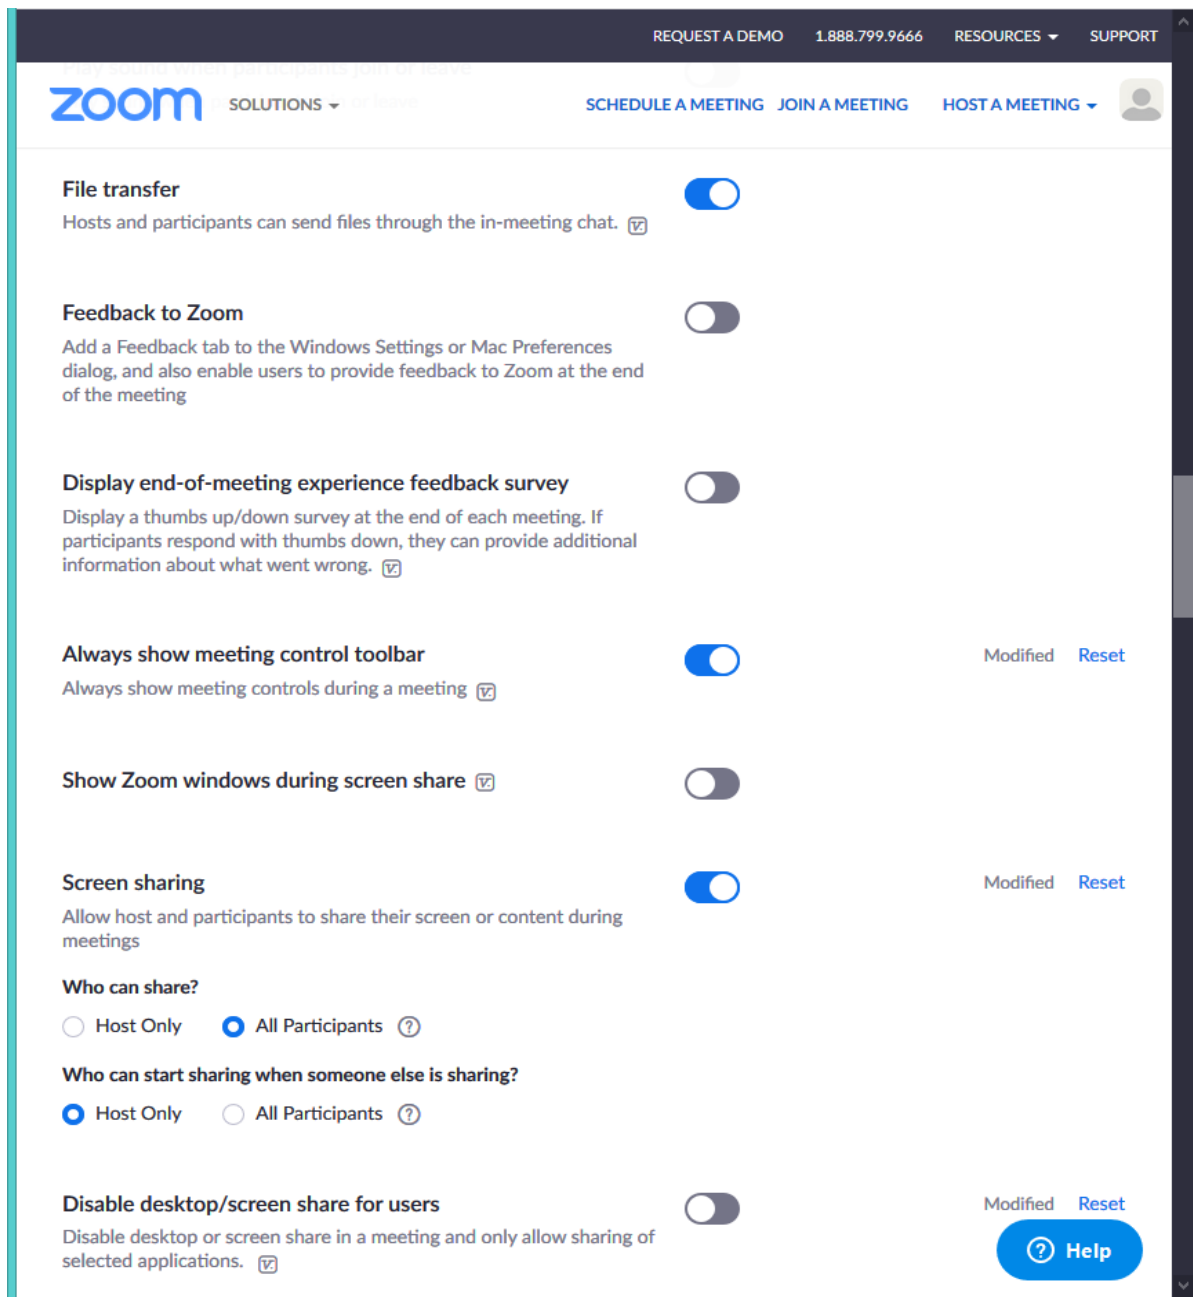 REQUEST A DEMO 1.888.799.9666 RESOURCES SUPPORT
Play sound when participants join or leave
zoom SOLUTIONS SCHEDULE A MEETING JOIN A MEETING HOST A MEETING
File transfer
Hosts and participants can send files through the in-meeting chat.
Feedback to Zoom
Add a Feedback tab to the Windows Settings or Mac Preferences
dialog, and also enable users to provide feedback to Zoom at the end
of the meeting
Display end-of-meeting experience feedback survey
Display a thumbs up/down survey at the end of each meeting. If
participants respond with thumbs down, they can provide additional
information about what went wrong.
Always show meeting control toolbar Modified Reset
Always show meeting controls during a meeting
Show Zoom windows during screen share
Screen sharing Modified Reset
Allow host and participants to share their screen or content during
meetings
Who can share?
Host Only All Participants
Who can start sharing when someone else is sharing?
Host Only All Participants
Disable desktop/screen share for users Modified Reset
Disable desktop or screen share in a meeting and only allow sharing of
selected applications.
Help